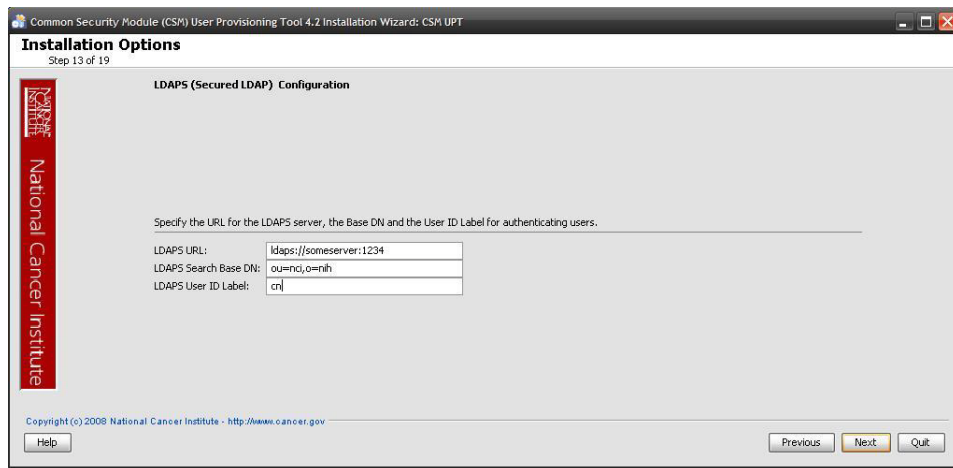 Common Security Module (CSM) User Provisioning Tool 4.2 Installation Wizard: CSM UPT
Installation Options
Step 13 of 19
NATIONAL
CANCER
INSTITUTE
National Cancer Institute
LDAPS (Secured LDAP) Configuration
Specify the URL for the LDAPS server, the Base DN and the User ID Label for authenticating users.
LDAPS URL: ldaps://someserver:1234
LDAPS Search Base DN: ou=nci,o=nih
LDAPS User ID Label: cn
Copyright (c) 2008 National Cancer Institute - http://www.cancer.gov
Help Previous Next Quit